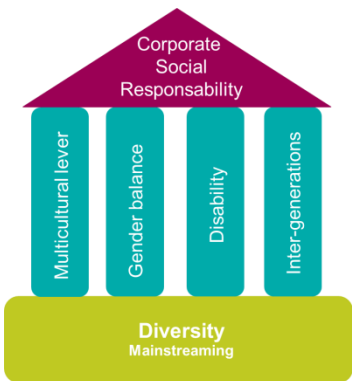 Corporate
Social
Responsability
Multicultural lever
Gender balance
Disability
Inter-generations
Diversity
Mainstreaming